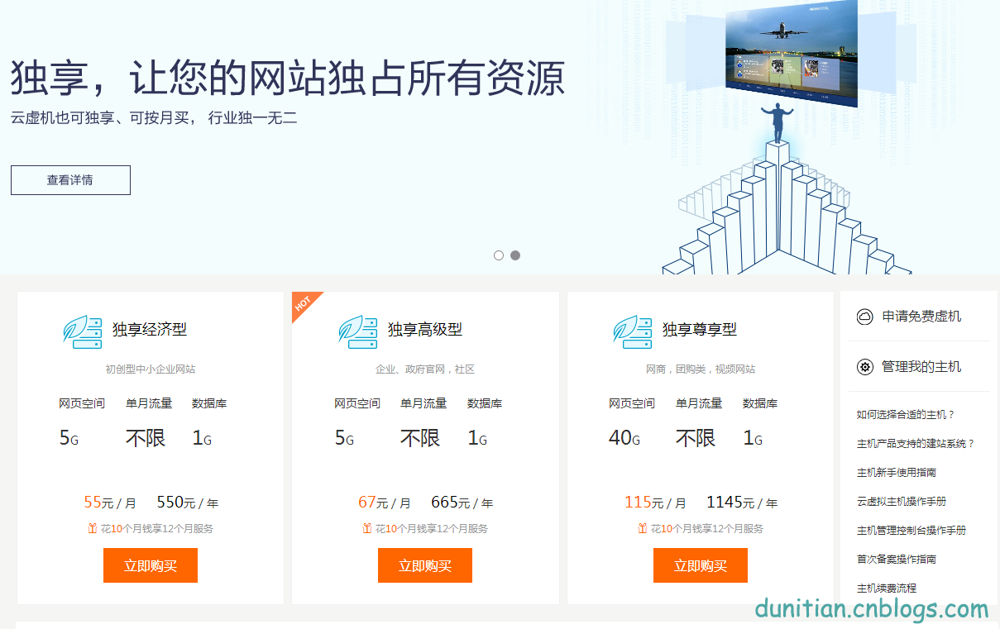 独享，让您的网站独占所有资源
云虚机也可独享、可按月买， 行业独一无二
查看详情
独享经济型
初创型中小企业网站
网页空间 单月流量 数据库
5G 不限 1G
55元 / 月 550元 / 年
花10个月钱享12个月服务
立即购买
HOT
独享高级型
企业、政府官网，社区
网页空间 单月流量 数据库
5G 不限 1G
67元 / 月 665元 / 年
花10个月钱享12个月服务
立即购买
独享尊享型
网商，团购类，视频网站
网页空间 单月流量 数据库
40G 不限 1G
115元 / 月 1145元 / 年
花10个月钱享12个月服务
立即购买
申请免费虚机
管理我的主机
如何选择合适的主机？
主机产品支持的建站系统？
主机新手使用指南
云虚拟主机操作手册
主机管理控制台操作手册
首次备案操作指南
主机续费流程
dunitian.cnblogs.com